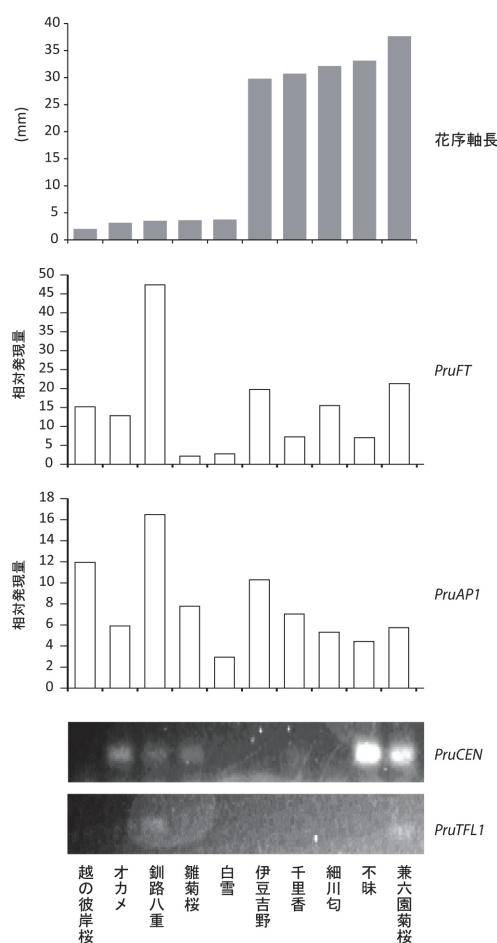 40
35
30
25
20
15
10
5
0
(mm)
花序軸長
50
45
40
35
30
25
20
15
10
5
0
相対発現量
PruFT
18
16
14
12
10
8
6
4
2
0
相対発現量
PruAP1
PruCEN
PruTFL1
越の彼岸桜
オカメ
釧路八重
雛菊桜
白雪
伊豆吉野
千里香
細川匂
不昧
兼六園菊桜